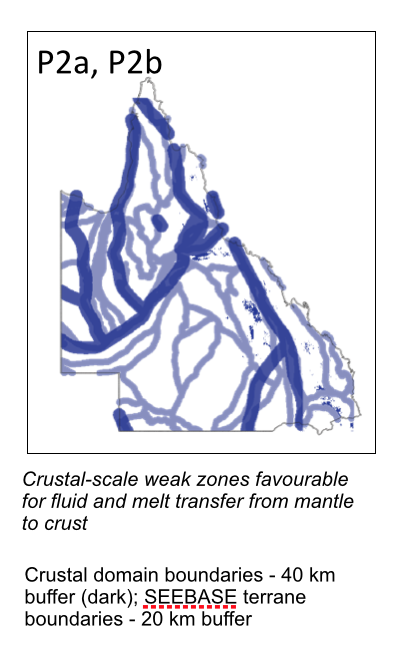 P2a, P2b
Crustal-scale weak zones favourable
for fluid and melt transfer from mantle
to crust
Crustal domain boundaries - 40 km
buffer (dark); SEEBASE terrane
boundaries - 20 km buffer